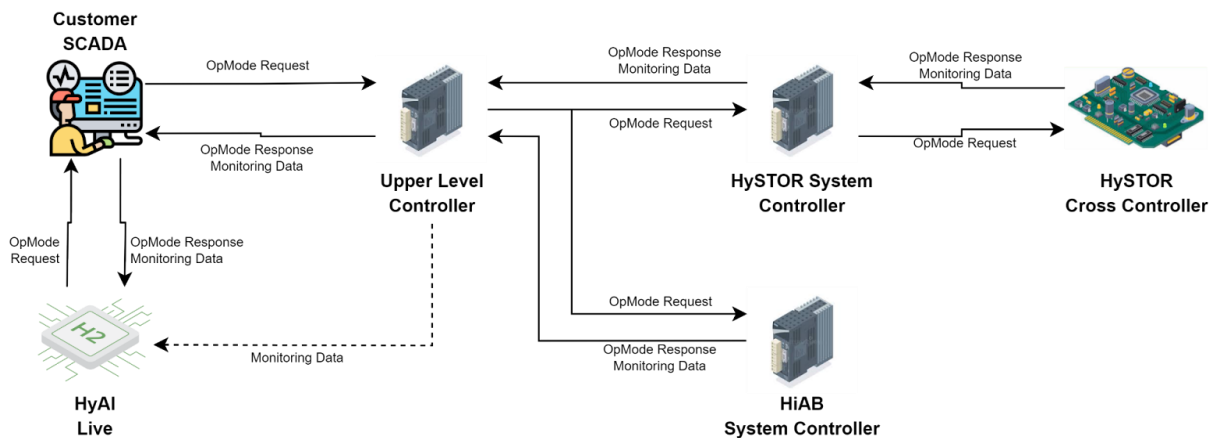 Customer
SCADA
OpMode Request
OpMode Response
Monitoring Data
Upper Level
Controller
OpMode Response
Monitoring Data
OpMode Request
HySTOR System
Controller
OpMode Response
Monitoring Data
OpMode Request
HySTOR
Cross Controller
OpMode
Request
OpMode Response
Monitoring Data
H2
HyAI
Live
Monitoring Data
OpMode Request
OpMode Response
Monitoring Data
HiAB
System Controller